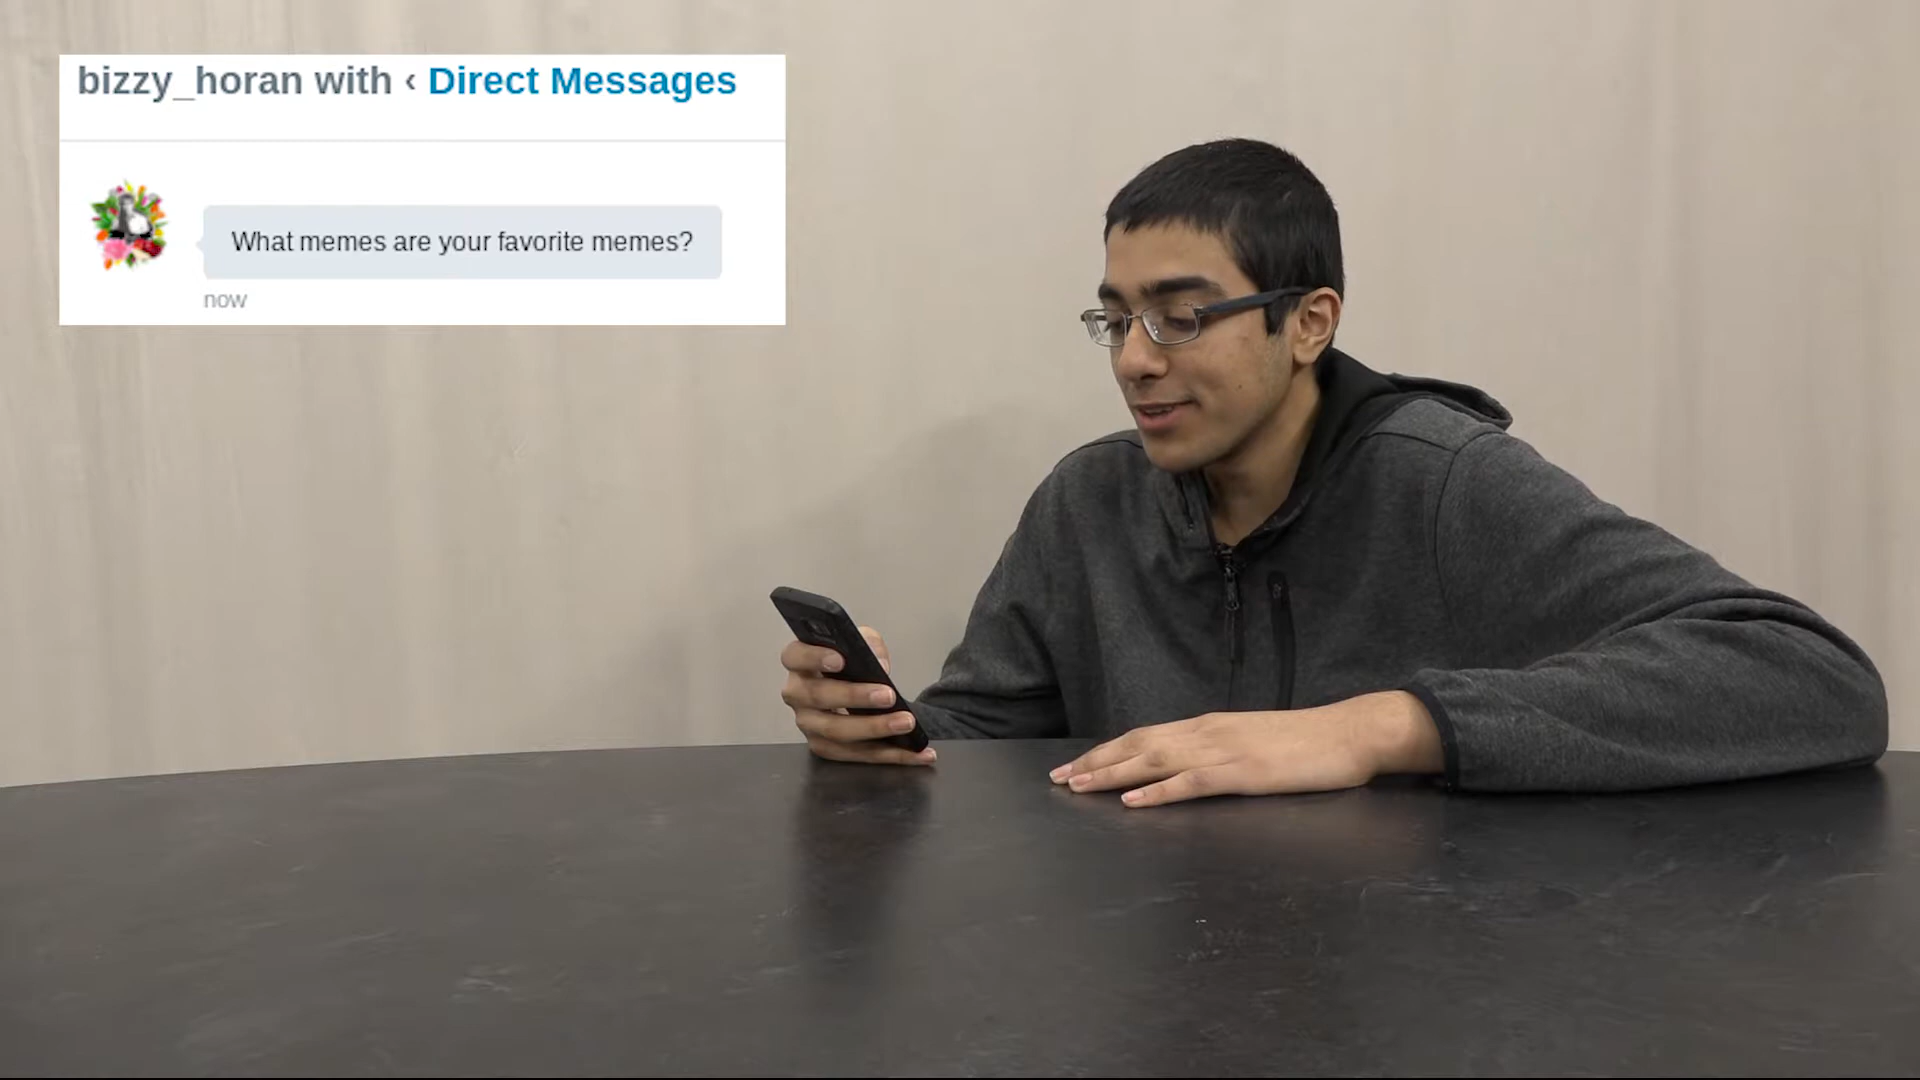 bizzy_horan with ‹ Direct Messages
What memes are your favorite memes?
now